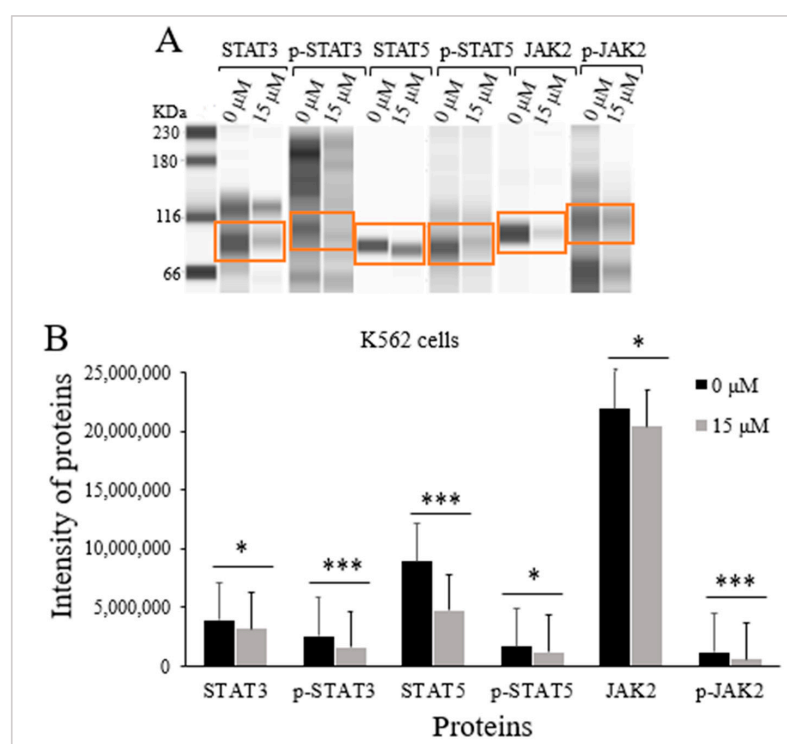 A
STAT3 p-STAT3 STAT5 p-STAT5 JAK2 p-JAK2
KDa 0 μM 15 μM 0 μM 15 μM 0 μM 15 μM 0 μM 15 μM 0 μM 15 μM 0 μM 15 μM
230
180
116
66
B
K562 cells
Intensity of proteins
25,000,000
20,000,000
15,000,000
10,000,000
5,000,000
0
* *** *** * * ***
0 μM
15 μM
STAT3 p-STAT3 STAT5 p-STAT5 JAK2 p-JAK2
Proteins